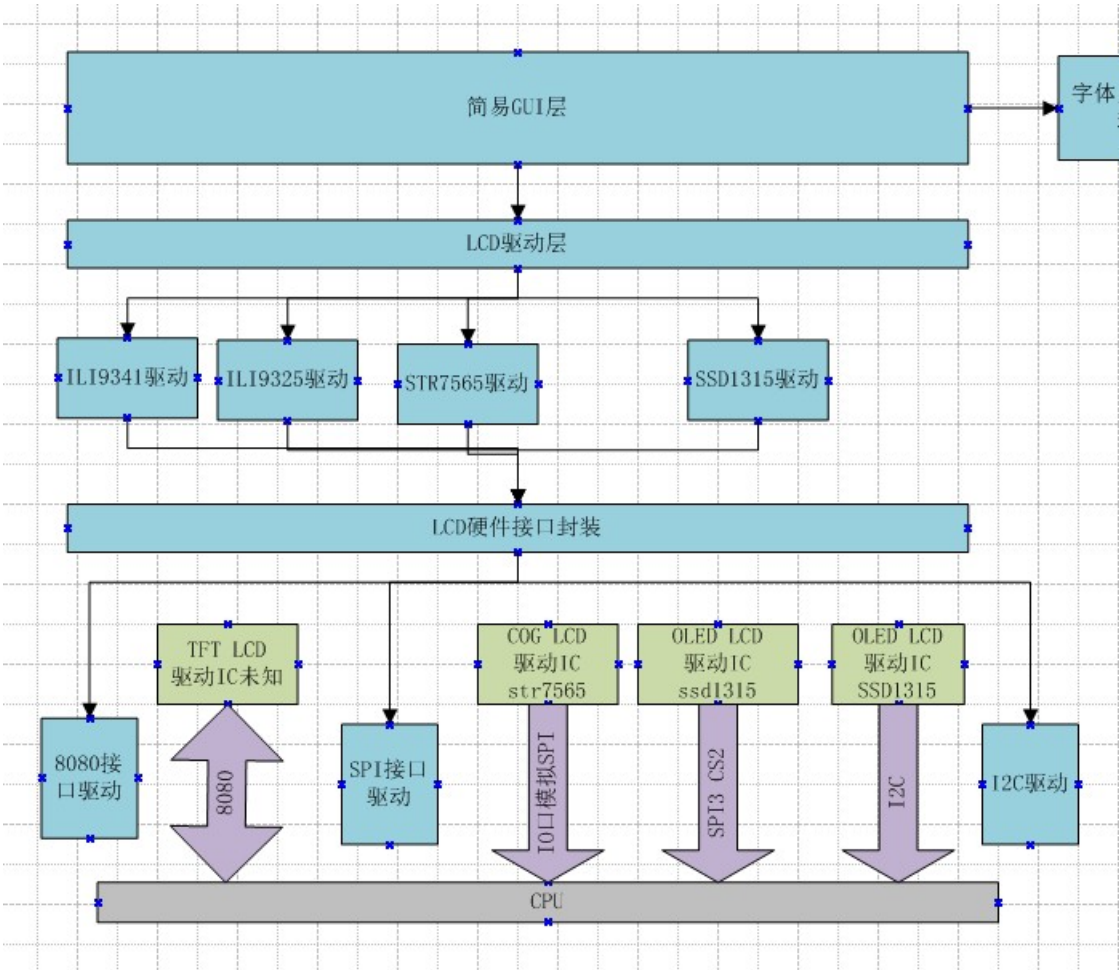 简易GUI层
字体
LCD驱动层
ILI9341驱动
ILI9325驱动
STR7565驱动
SSD1315驱动
LCD硬件接口封装
TFT LCD
驱动IC未知
COG LCD
驱动IC
str7565
OLED LCD
驱动IC
ssd1315
OLED LCD
驱动IC
SSD1315
8080接
口驱动
8080
SPI接口
驱动
IO口模拟SPI
SPI3 CS2
I2C
I2C驱动
CPU